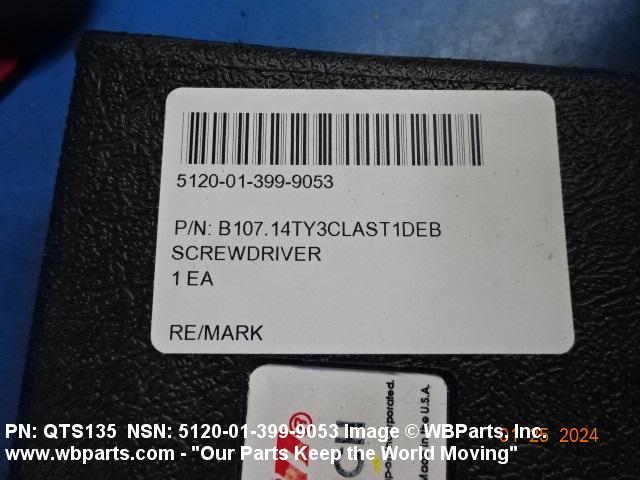 5120-01-399-9053
P/N: B107.14TY3CLAST1DEB
SCREWDRIVER
1 EA
RE/MARK
PN: QTS135 NSN: 5120-01-399-9053 Image © WBParts, Inc.
www.wbparts.com - "Our Parts Keep the World Moving"
25 2024
U.S.A.